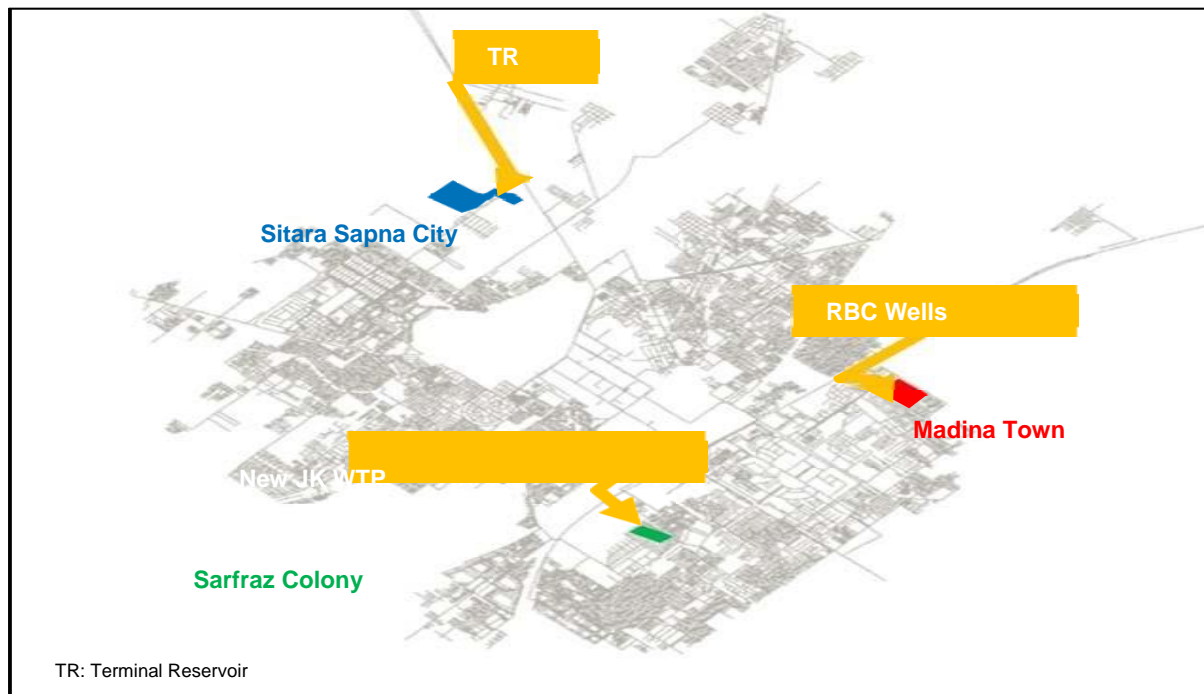 TR
Sitara Sapna City
RBC Wells
Madina Town
New JK WTP
Sarfraz Colony
TR: Terminal Reservoir